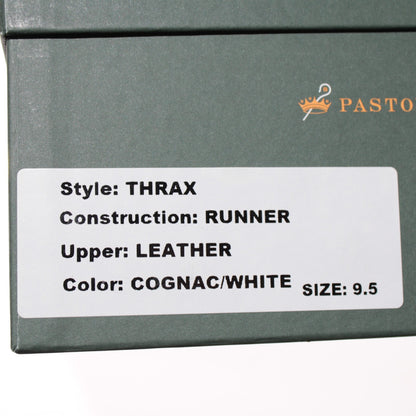 PASTO
Style: THRAX
Construction: RUNNER
Upper: LEATHER
Color: COGNAC/WHITE SIZE: 9.5